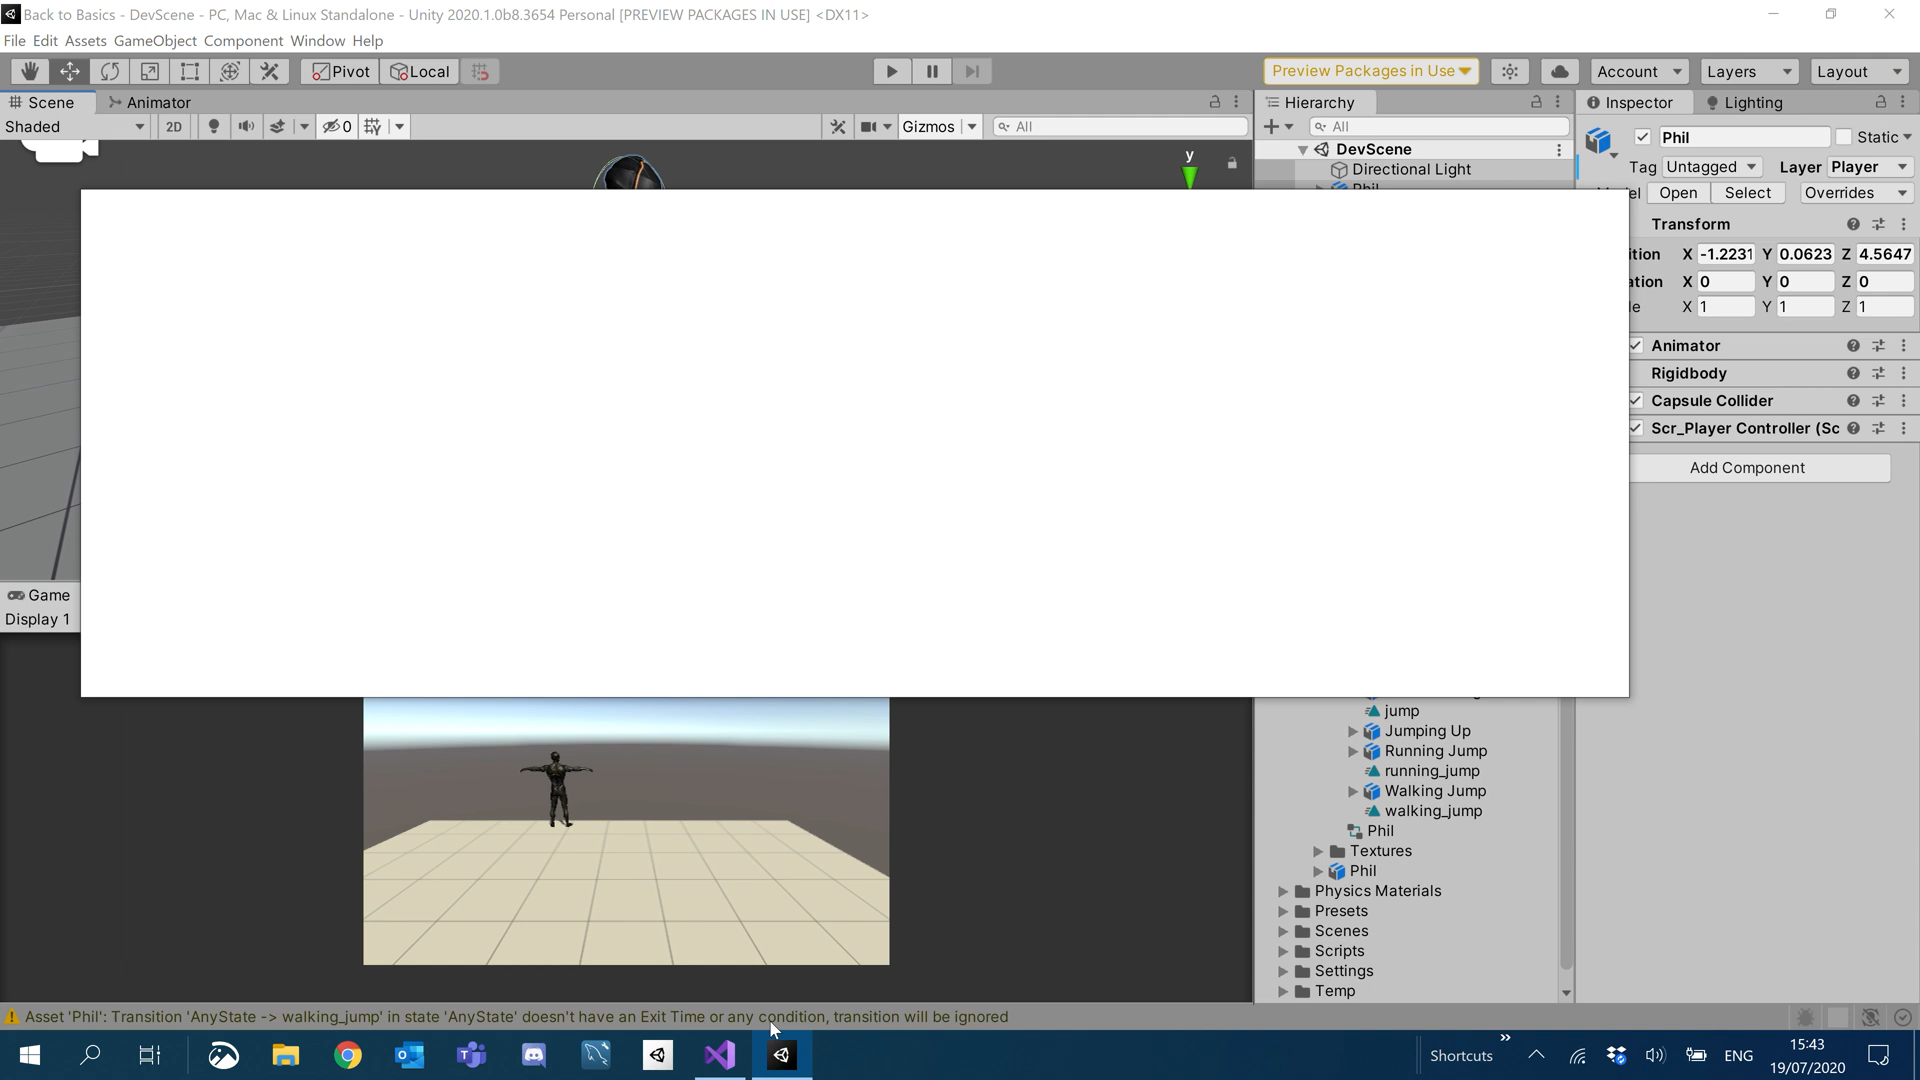 Back to Basics - DevScene - PC, Mac & Linux Standalone - Unity 2020.1.0b8.3654 Personal [PREVIEW PACKAGES IN USE] <DX11>
File Edit Assets GameObject Component Window Help
Pivot Local Preview Packages in Use Account Layers Layout
Scene Animator Hierarchy Inspector Lighting
Shaded 2D 0 Gizmos All All
Phil Static
DevScene
Directional Light
Tag Untagged Layer Player
Open Select Overrides
y
Transform
ition X -1.2231 Y 0.0623 Z 4.5647
ation X 0 Y 0 Z 0
le X 1 Y 1 Z 1
Animator
Rigidbody
Capsule Collider
Scr_Player Controller (Sc
Add Component
Game
Display 1
jump
Jumping Up
Running Jump
running_jump
Walking Jump
walking_jump
Phil
Textures
Phil
Physics Materials
Presets
Scenes
Scripts
Settings
Temp
Asset 'Phil': Transition 'AnyState -> walking_jump' in state 'AnyState' doesn't have an Exit Time or any condition, transition will be ignored
Shortcuts ENG
15:43
19/07/2020